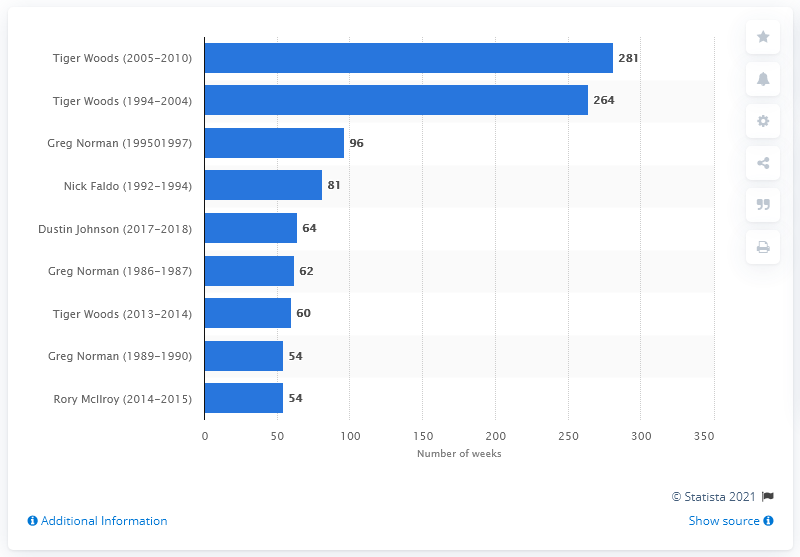 Tiger Woods (2005-2010) 281
Tiger Woods (1994-2004) 264
Greg Norman (199501997) 96
Nick Faldo (1992-1994) 81
Dustin Johnson (2017-2018) 64
Greg Norman (1986-1987) 62
Tiger Woods (2013-2014) 60
Greg Norman (1989-1990) 54
Rory McIlroy (2014-2015) 54
0 50 100 150 200 250 300 350
Number of weeks
© Statista 2021
Additional Information Show source